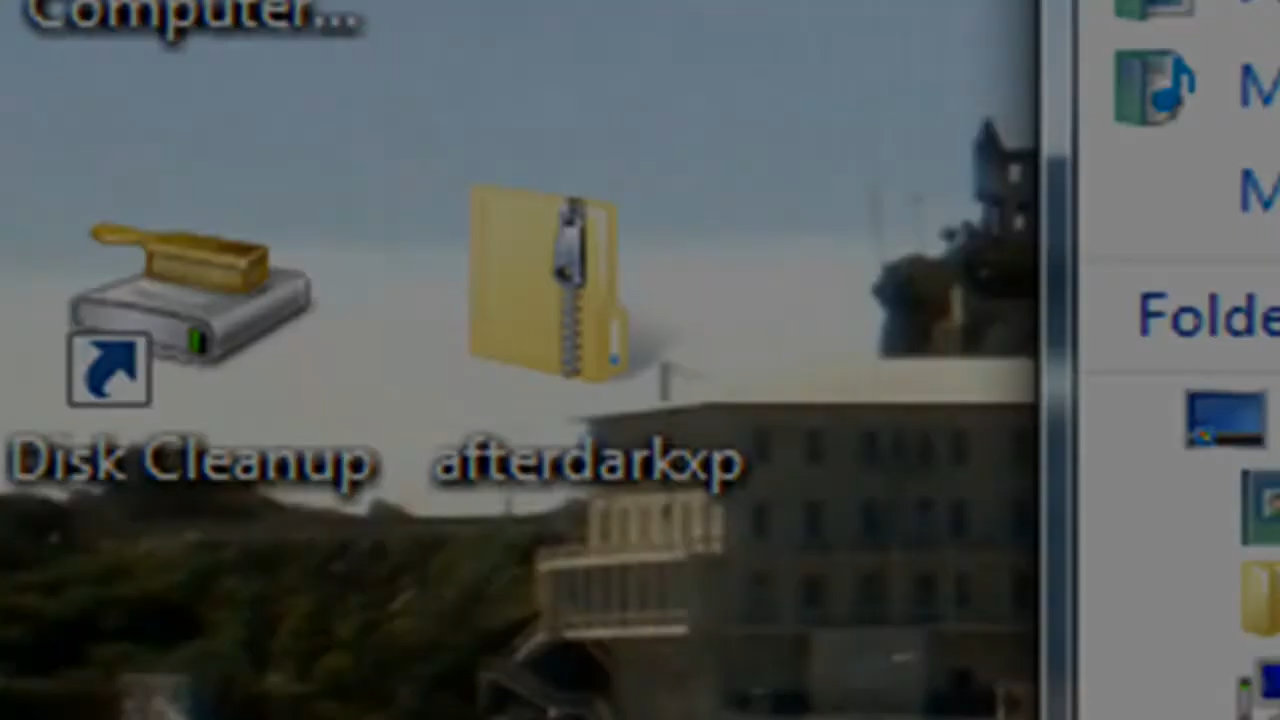 Computer...
M
M
Folde
Disk Cleanup
afterdarkxp